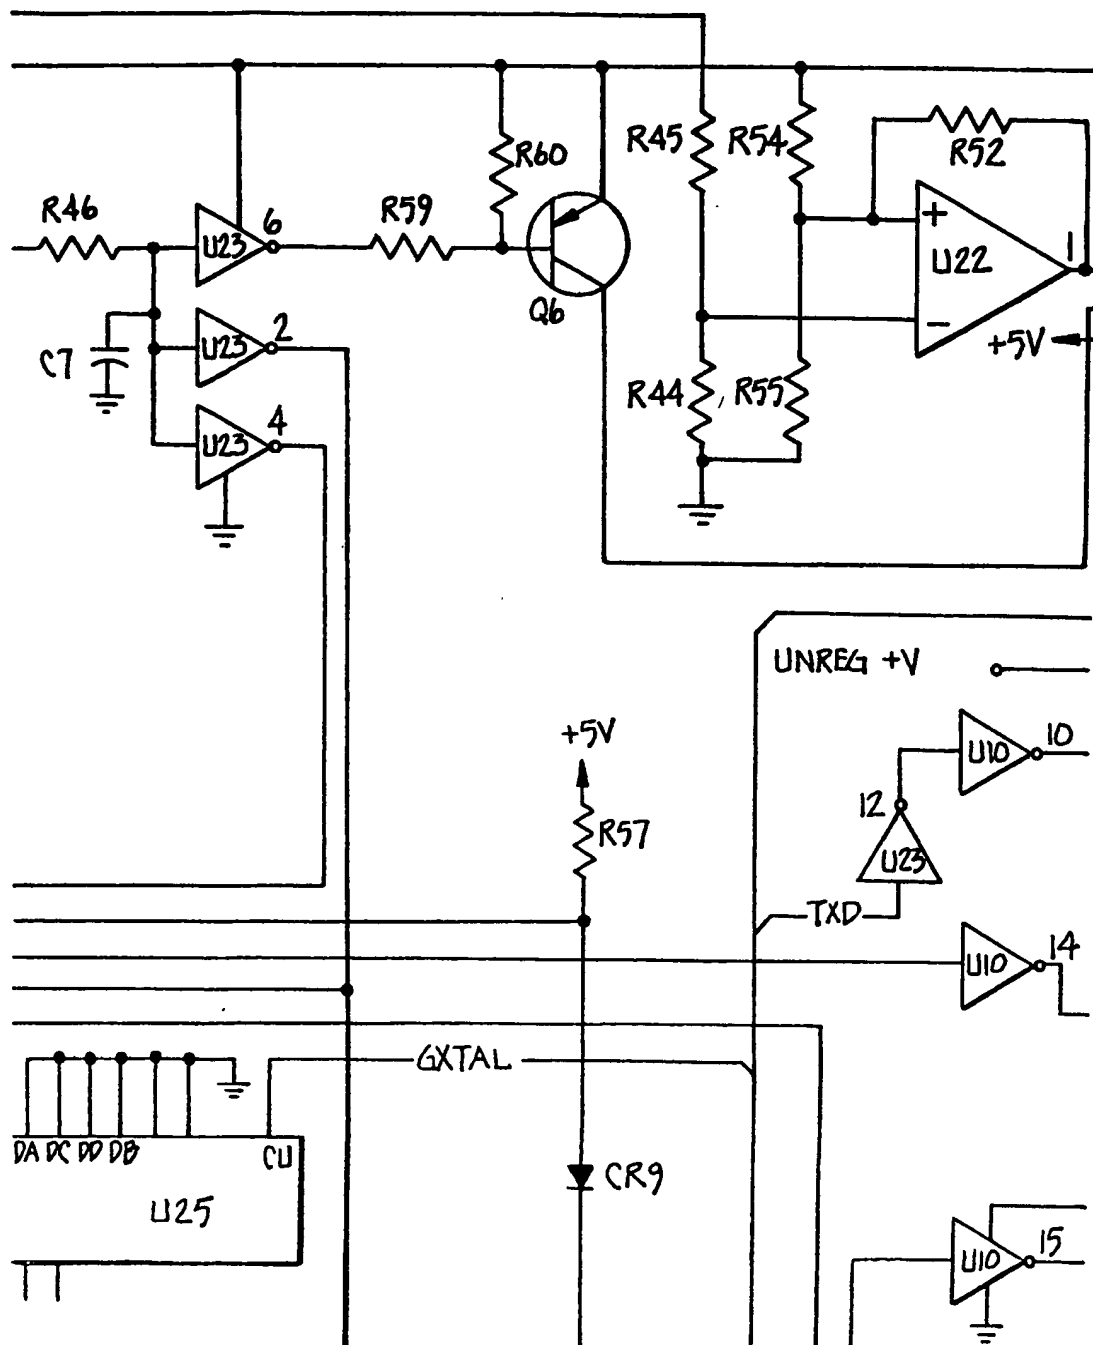 R45
R54
R52
R60
R46
R59
6
U23
+
U22
1
Q6
2
U23
−
+5V
C7
R44
R55
4
U23
UNREG +V
+5V
10
U10
12
R57
U23
TXD
14
U10
GXTAL
DA DC DD DB
CU
CR9
U25
15
U10